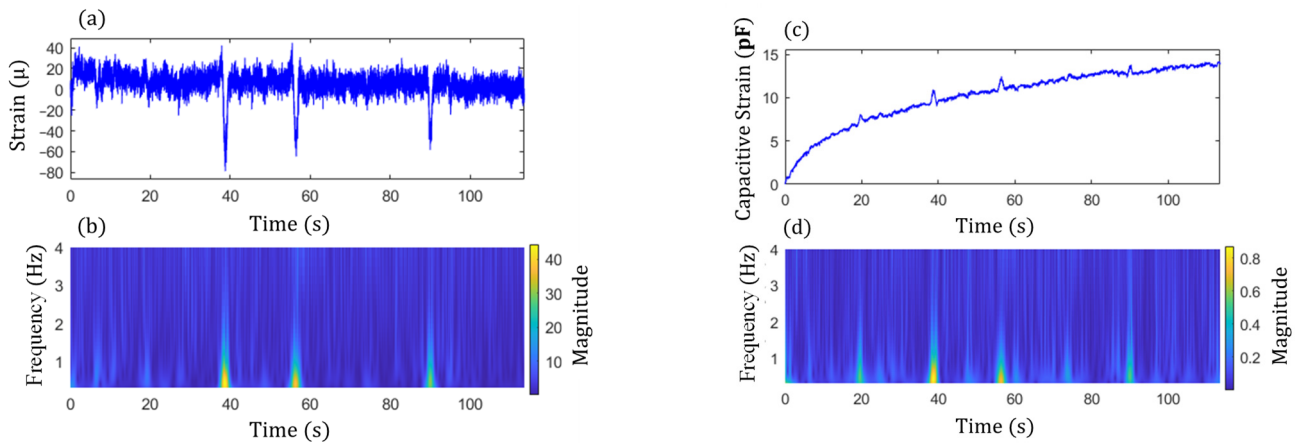 (a)
Strain (μ)
40
20
0
−20
−40
−60
−80
0 20 40 60 80 100
Time (s)
(b)
Frequency (Hz)
4
3
2
1
0 20 40 60 80 100
Time (s)
40
30
20
10
Magnitude
(c)
Capacitive Strain (pF)
15
10
5
0
0 20 40 60 80 100
Time (s)
(d)
Frequency (Hz)
4
3
2
1
0 20 40 60 80 100
Time (s)
0.8
0.6
0.4
0.2
Magnitude